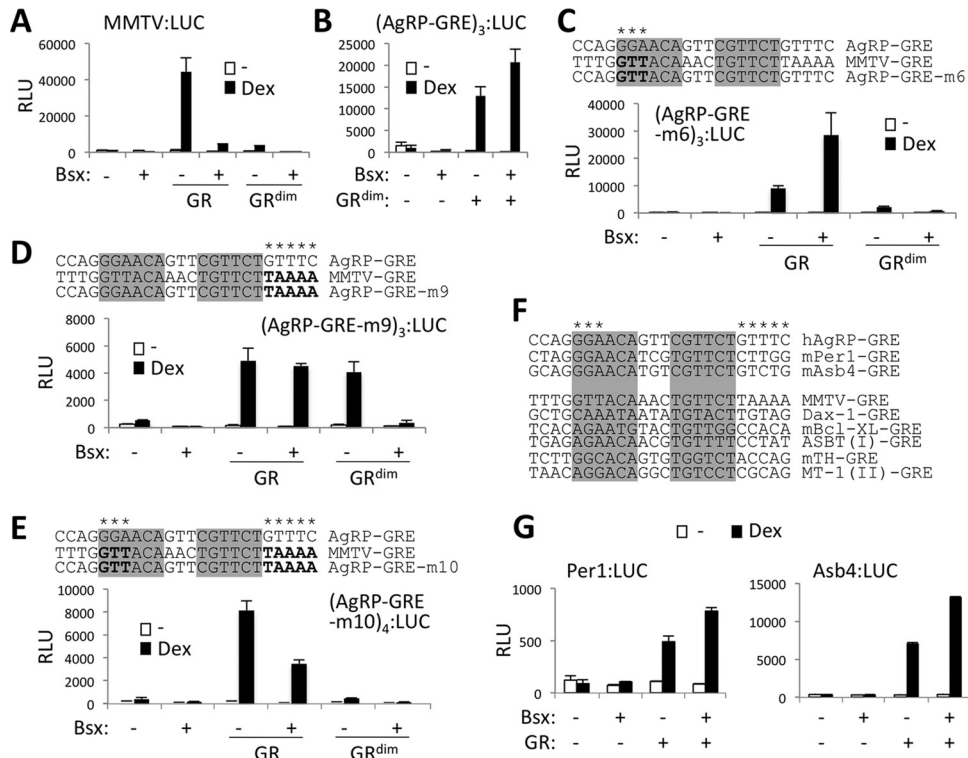 A
MMTV:LUC
RLU
60000
40000
20000
0
-
Dex
Bsx: - + - + - +
GR GRdim
B
(AgRP-GRE)3:LUC
25000
20000
15000
10000
5000
0
-
Dex
Bsx: - + - +
GRdim: - - + +
C
***
CCAGGGAACAGTTCGTTCTGTTTC AgRP-GRE
TTTGGTTACAAACTGTTCTTAAAA MMTV-GRE
CCAGGTTACAGTTCGTTCTGTTTC AgRP-GRE-m6
(AgRP-GRE
-m6)3:LUC
RLU
40000
30000
20000
10000
0
-
Dex
Bsx: - + - + - +
GR GRdim
D
*****
CCAGGGAACAGTTCGTTCTGTTTC AgRP-GRE
TTTGGTTACAAACTGTTCTTAAAA MMTV-GRE
CCAGGGAACAGTTCGTTCTTAAAA AgRP-GRE-m9
(AgRP-GRE-m9)3:LUC
RLU
8000
6000
4000
2000
0
-
Dex
Bsx: - + - + - +
GR GRdim
E
*** *****
CCAGGGAACAGTTCGTTCTGTTTC AgRP-GRE
TTTGGTTACAAACTGTTCTTAAAA MMTV-GRE
CCAGGTTACAGTTCGTTCTTAAAA AgRP-GRE-m10
(AgRP-GRE
-m10)4:LUC
RLU
10000
8000
6000
4000
2000
0
-
Dex
Bsx: - + - + - +
GR GRdim
F
*** *****
CCAGGGAACAGTTCGTTCTGTTTC hAgRP-GRE
CTAGGGAACATCGTGTTCTCTTGG mPer1-GRE
GCAGGGAACATGTCGTTCTGTCTG mAsb4-GRE
TTTGGTTACAAACTGTTCTTAAAA MMTV-GRE
GCTGCAAATAATATGTACTTGTAG Dax-1-GRE
TCACAGAATGTACTGTTGGCCACA mBcl-XL-GRE
TGAGAGAACAACGTGTTTTCCTAT ASBT(I)-GRE
TCTTGGCACAGTGTGGTCTACCAG mTH-GRE
TAACAGGACAGGCTGTCCTCGCAG MT-1(II)-GRE
G
-
Dex
Per1:LUC
RLU
1000
500
0
Bsx: - + - +
GR: - - + +
Asb4:LUC
15000
10000
5000
0
- + - +
- - + +